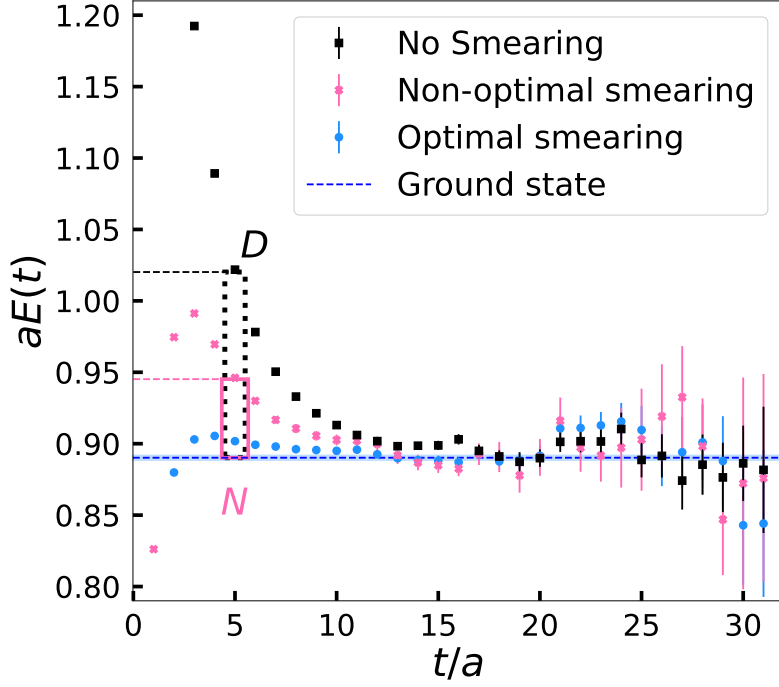 No Smearing
Non-optimal smearing
Optimal smearing
Ground state
1.20
1.15
1.10
1.05
1.00
0.95
0.90
0.85
0.80
aE(t)
D
N
0 5 10 15 20 25 30
t/a